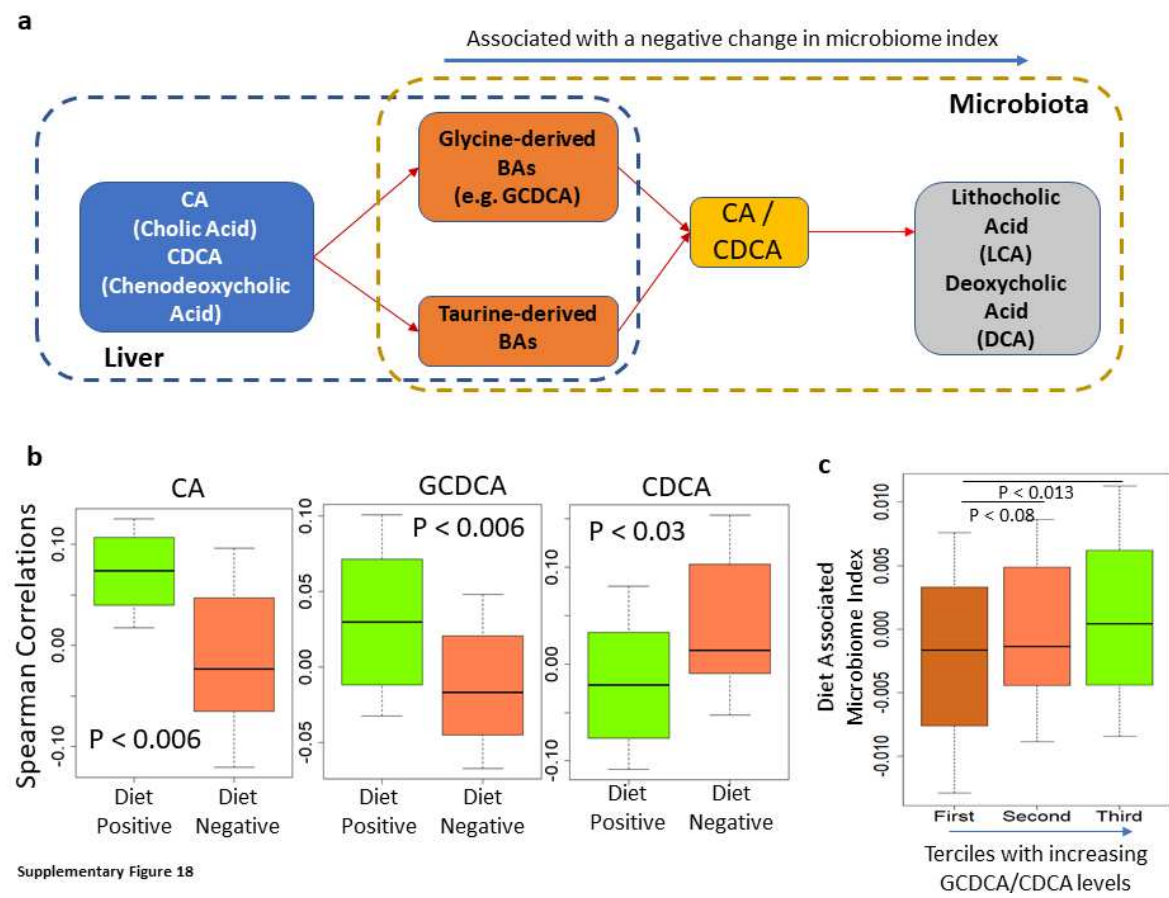 a
Associated with a negative change in microbiome index
Microbiota
Glycine-derived
BAs
(e.g. GCDCA)
CA
(Cholic Acid)
CDCA
(Chenodeoxycholic
Acid)
CA /
CDCA
Lithocholic
Acid
(LCA)
Deoxycholic
Acid
(DCA)
Taurine-derived
BAs
Liver
b
CA
GCDCA
CDCA
Spearman Correlations
0.10
0.00
-0.10
P < 0.006
Diet
Positive
Diet
Negative
0.10
0.05
0.00
-0.05
P < 0.006
Diet
Positive
Diet
Negative
0.10
0.00
-0.10
P < 0.03
Diet
Positive
Diet
Negative
c
Diet Associated
Microbiome Index
0.010
0.005
0.000
-0.005
-0.010
P < 0.013
P < 0.08
First Second Third
Terciles with increasing
GCDCA/CDCA levels
Supplementary Figure 18